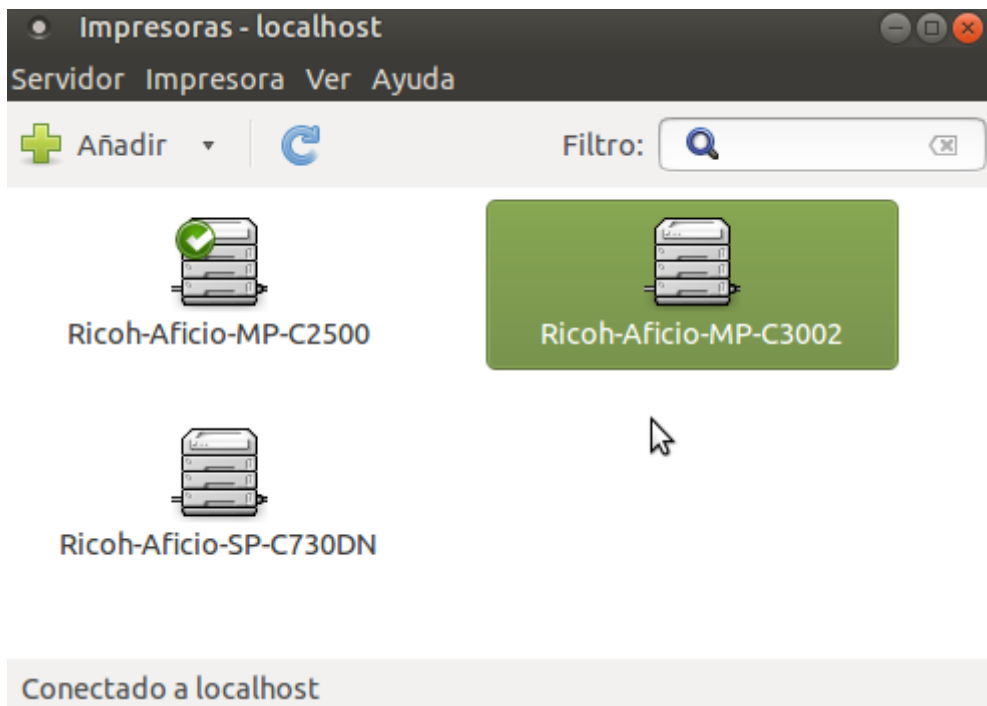 Impresoras - localhost
Servidor Impresora Ver Ayuda
Añadir Filtro:
Ricoh-Aficio-MP-C2500 Ricoh-Aficio-MP-C3002
Ricoh-Aficio-SP-C730DN
Conectado a localhost